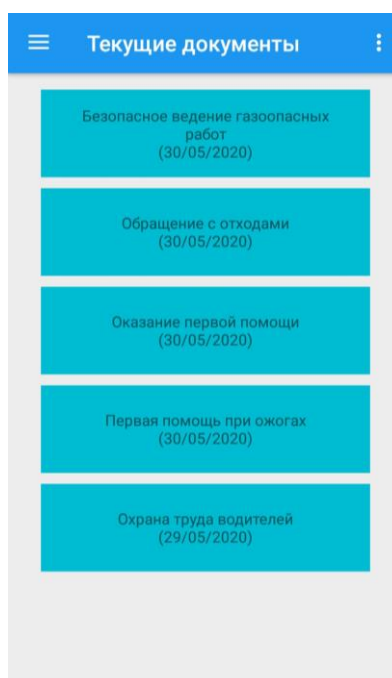 Текущие документы
Безопасное ведение газоопасных
работ
(30/05/2020)
Обращение с отходами
(30/05/2020)
Оказание первой помощи
(30/05/2020)
Первая помощь при ожогах
(30/05/2020)
Охрана труда водителей
(29/05/2020)